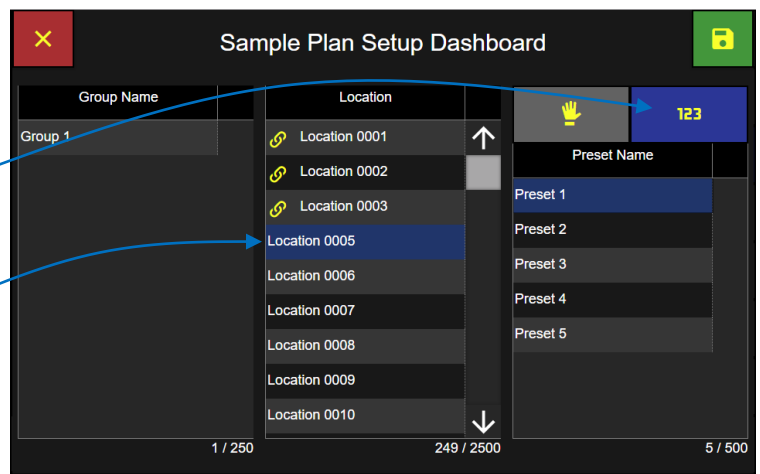 Sample Plan Setup Dashboard
Group Name
Group 1
1 / 250
Location
Location 0001
Location 0002
Location 0003
Location 0005
Location 0006
Location 0007
Location 0008
Location 0009
Location 0010
249 / 2500
123
Preset Name
Preset 1
Preset 2
Preset 3
Preset 4
Preset 5
5 / 500